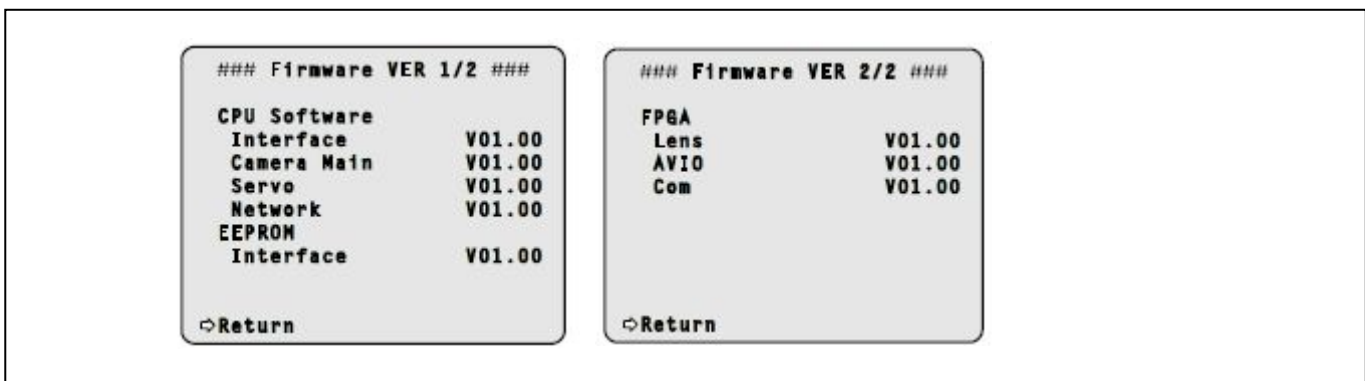 ### Firmware VER 1/2 ###
CPU Software
Interface V01.00
Camera Main V01.00
Servo V01.00
Network V01.00
EEPROM
Interface V01.00
⇨Return
### Firmware VER 2/2 ###
FPGA
Lens V01.00
AVIO V01.00
Com V01.00
⇨Return